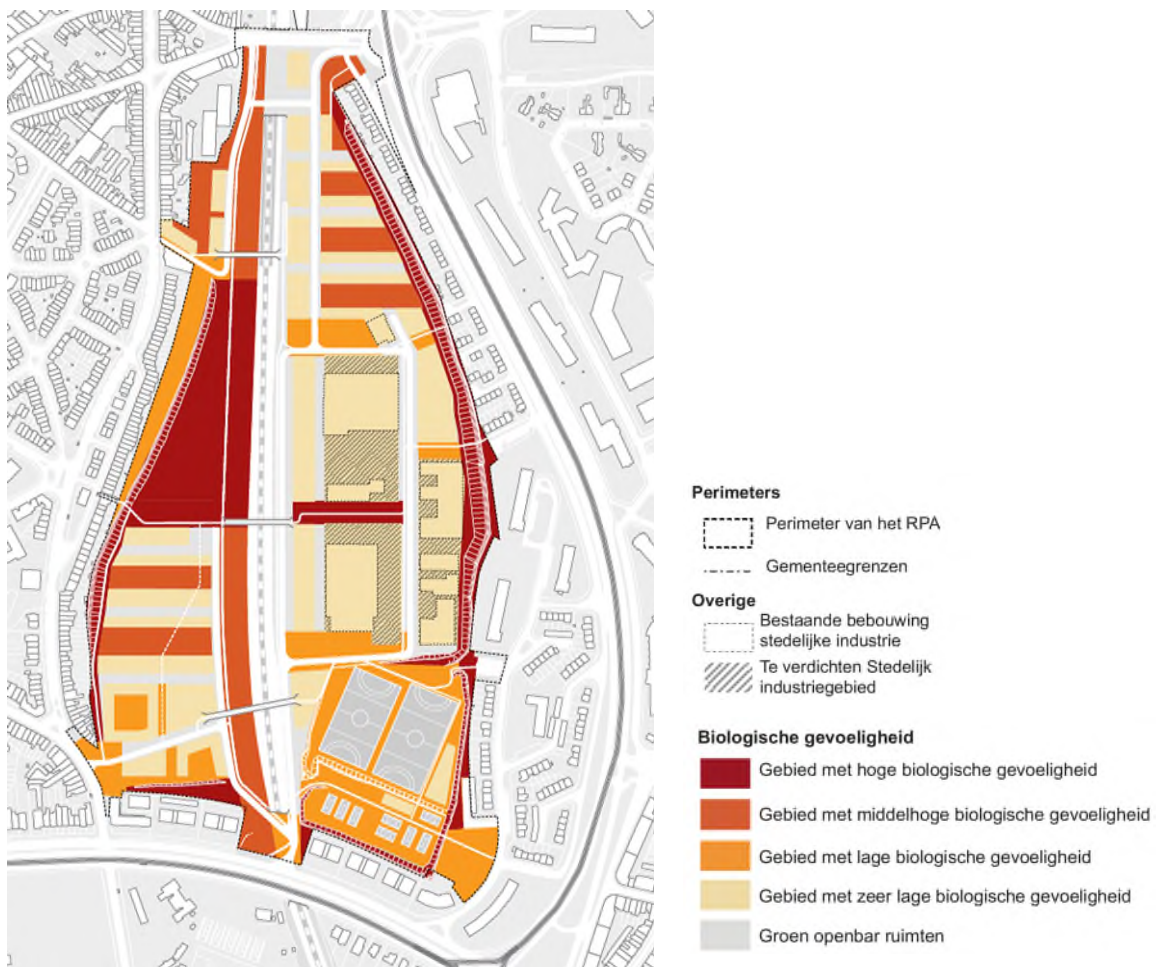 Perimeters
Perimeter van het RPA
Gementeegrenzen
Overige
Bestaande bebouwing
stedelijke industrie
Te verdichten Stedelijk
industriegebied
Biologische gevoeligheid
Gebied met hoge biologische gevoeligheid
Gebied met middelhoge biologische gevoeligheid
Gebied met lage biologische gevoeligheid
Gebied met zeer lage biologische gevoeligheid
Groen openbar ruimten